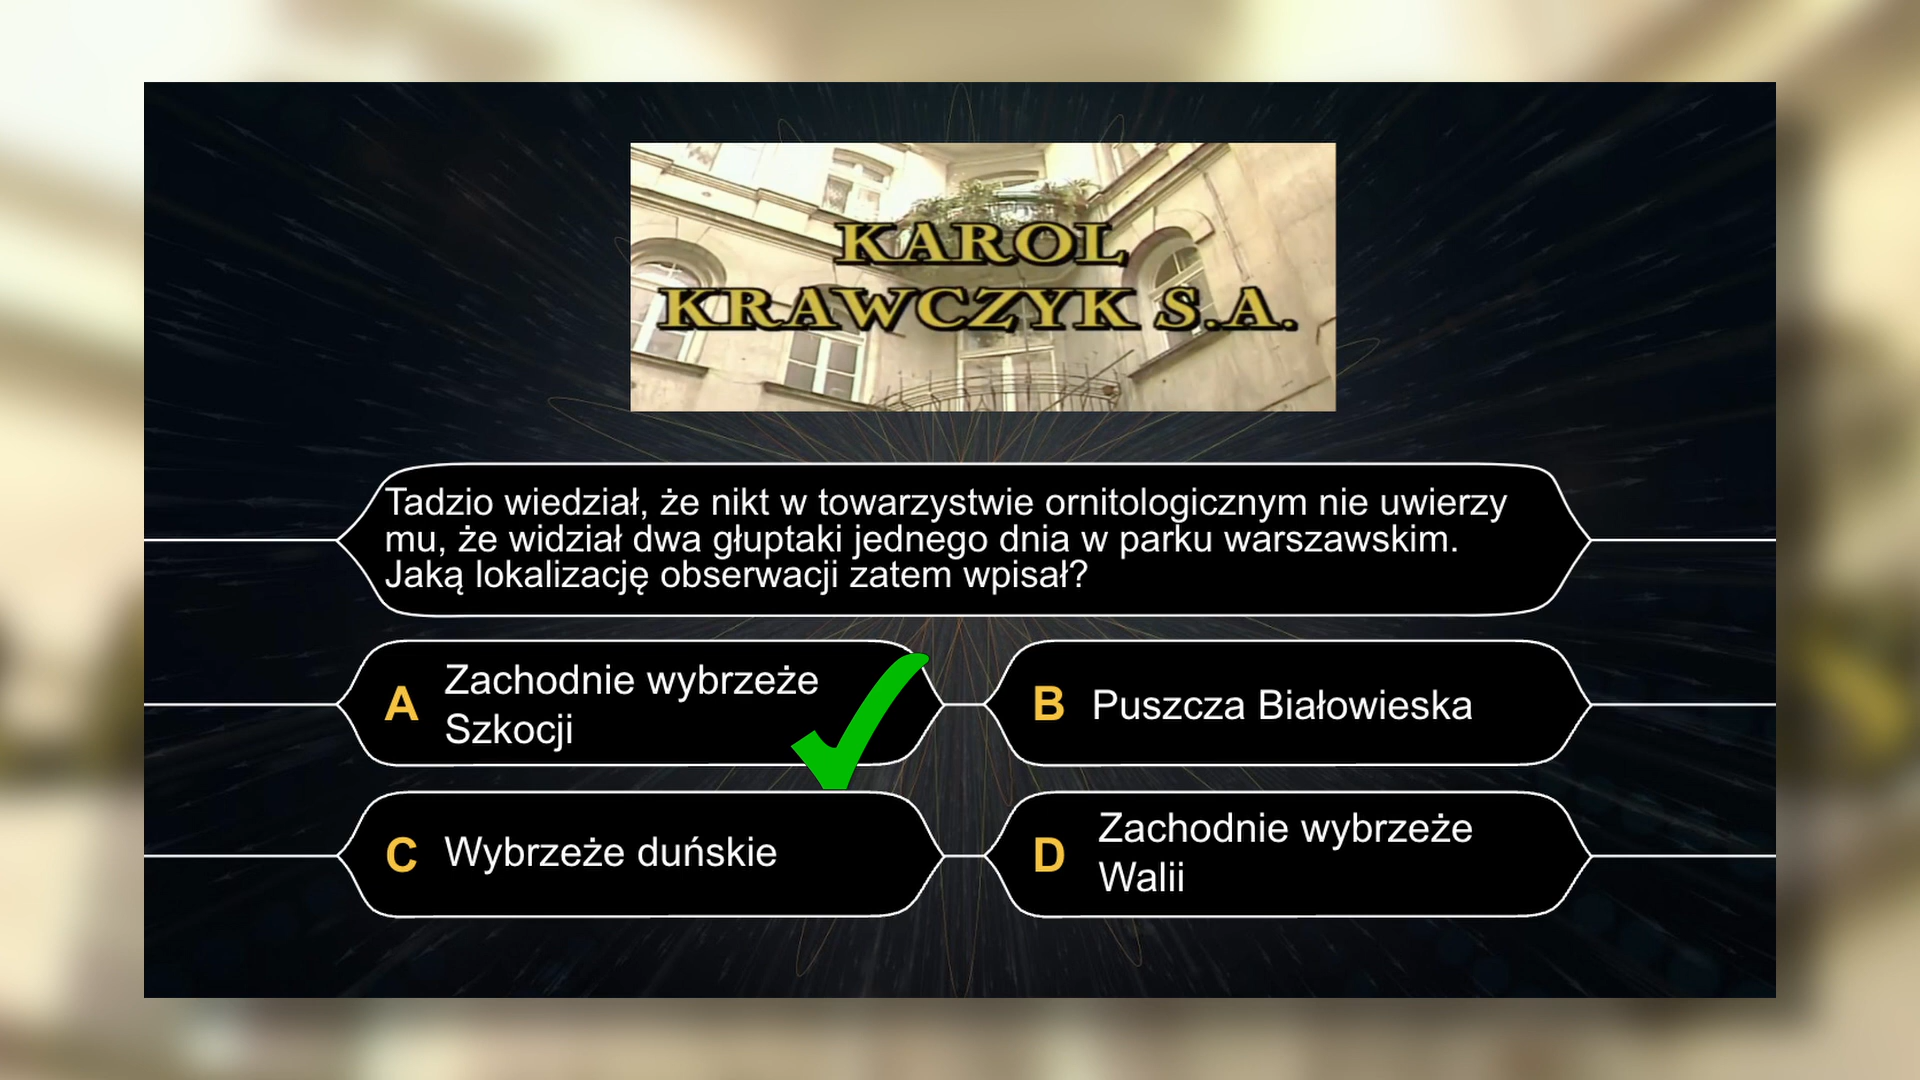 KAROL
KRAWCZYK S.A.
Tadzio wiedział, że nikt w towarzystwie ornitologicznym nie uwierzy
mu, że widział dwa głuptaki jednego dnia w parku warszawskim.
Jaką lokalizację obserwacji zatem wpisał?
A Zachodnie wybrzeże
Szkocji
B Puszcza Białowieska
C Wybrzeże duńskie
D Zachodnie wybrzeże
Walii